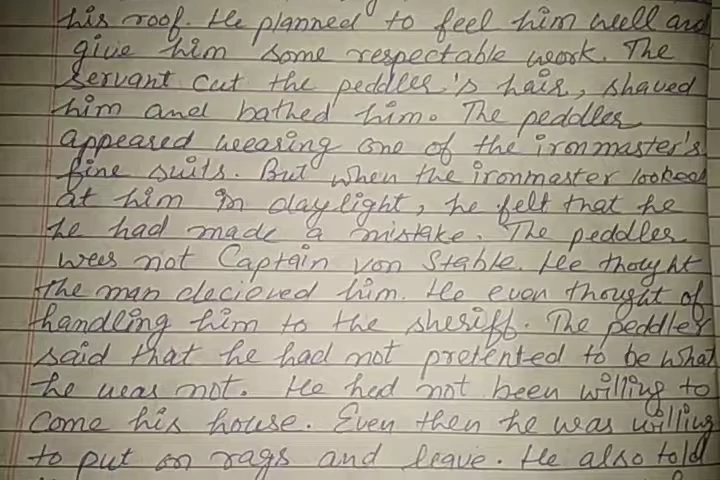 his roof. He planned to feel him well and
give him some respectable work. The
servant cut the peddler's hair, shaved
him and bathed him. The peddler
appeared wearing one of the ironmaster's
fine suits. But when the ironmaster looked
at him in daylight, he felt that he
he had made a mistake. The peddler
was not Captain von Stable. He thought
the man decieved him. He even thought of
handling him to the sheriff. The peddler
said that he had not pretented to be what
he was not. He had not been willing to
come his house. Even then he was willing
to put on rags and leave. He also told